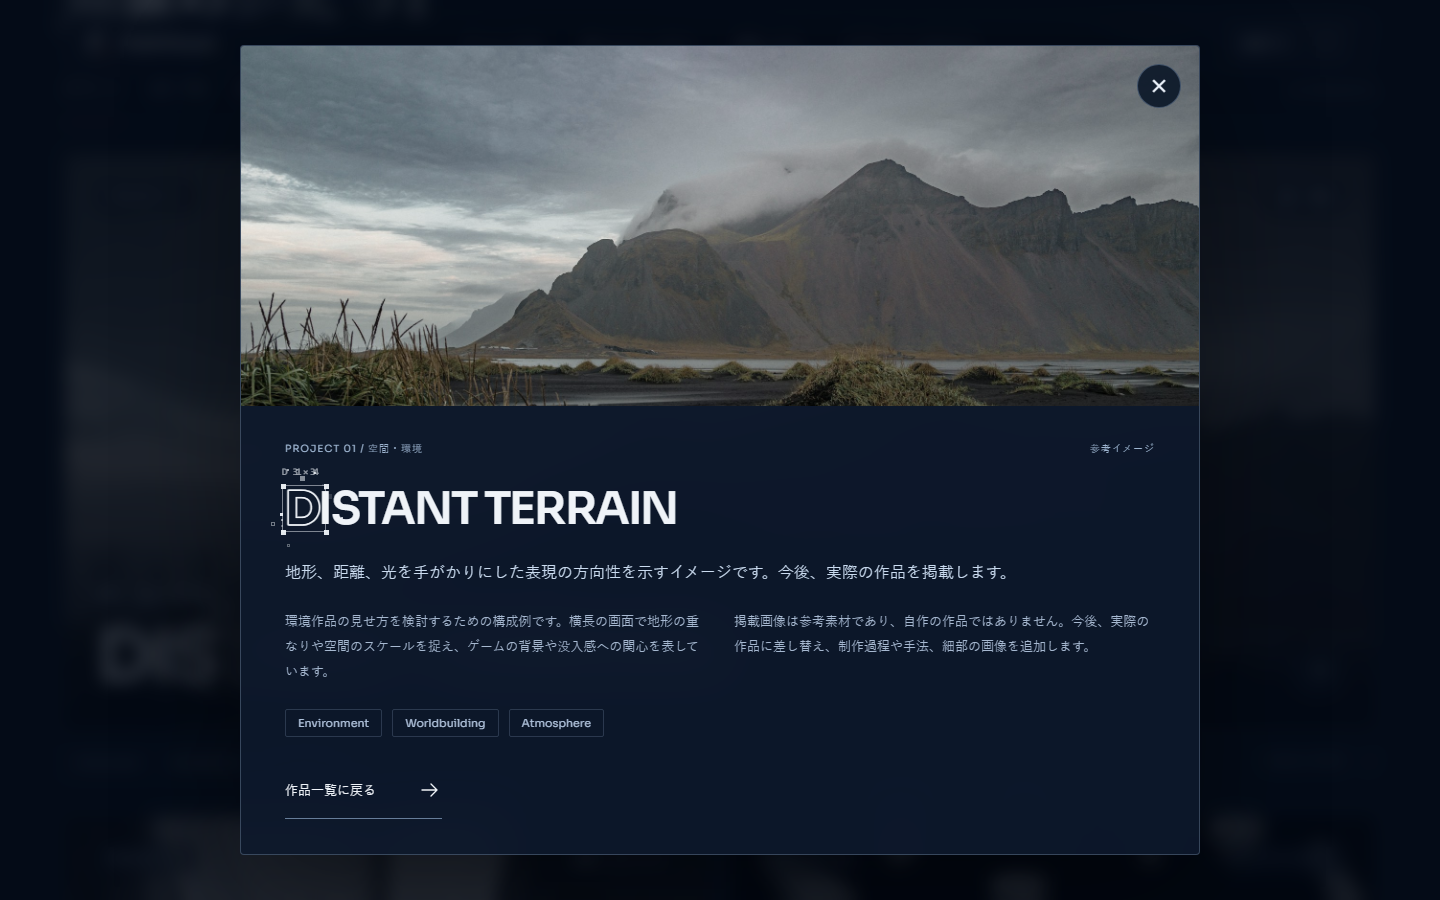 PROJECT 01 / 空間・環境
参考イメージ
D 31 × 34
DISTANT TERRAIN
地形、距離、光を手がかりにした表現の方向性を示すイメージです。今後、実際の作品を掲載します。
環境作品の見せ方を検討するための構成例です。横長の画面で地形の重
なりや空間のスケールを捉え、ゲームの背景や没入感への関心を表して
います。
掲載画像は参考素材であり、自作の作品ではありません。今後、実際の
作品に差し替え、制作過程や手法、細部の画像を追加します。
Environment
Worldbuilding
Atmosphere
作品一覧に戻る